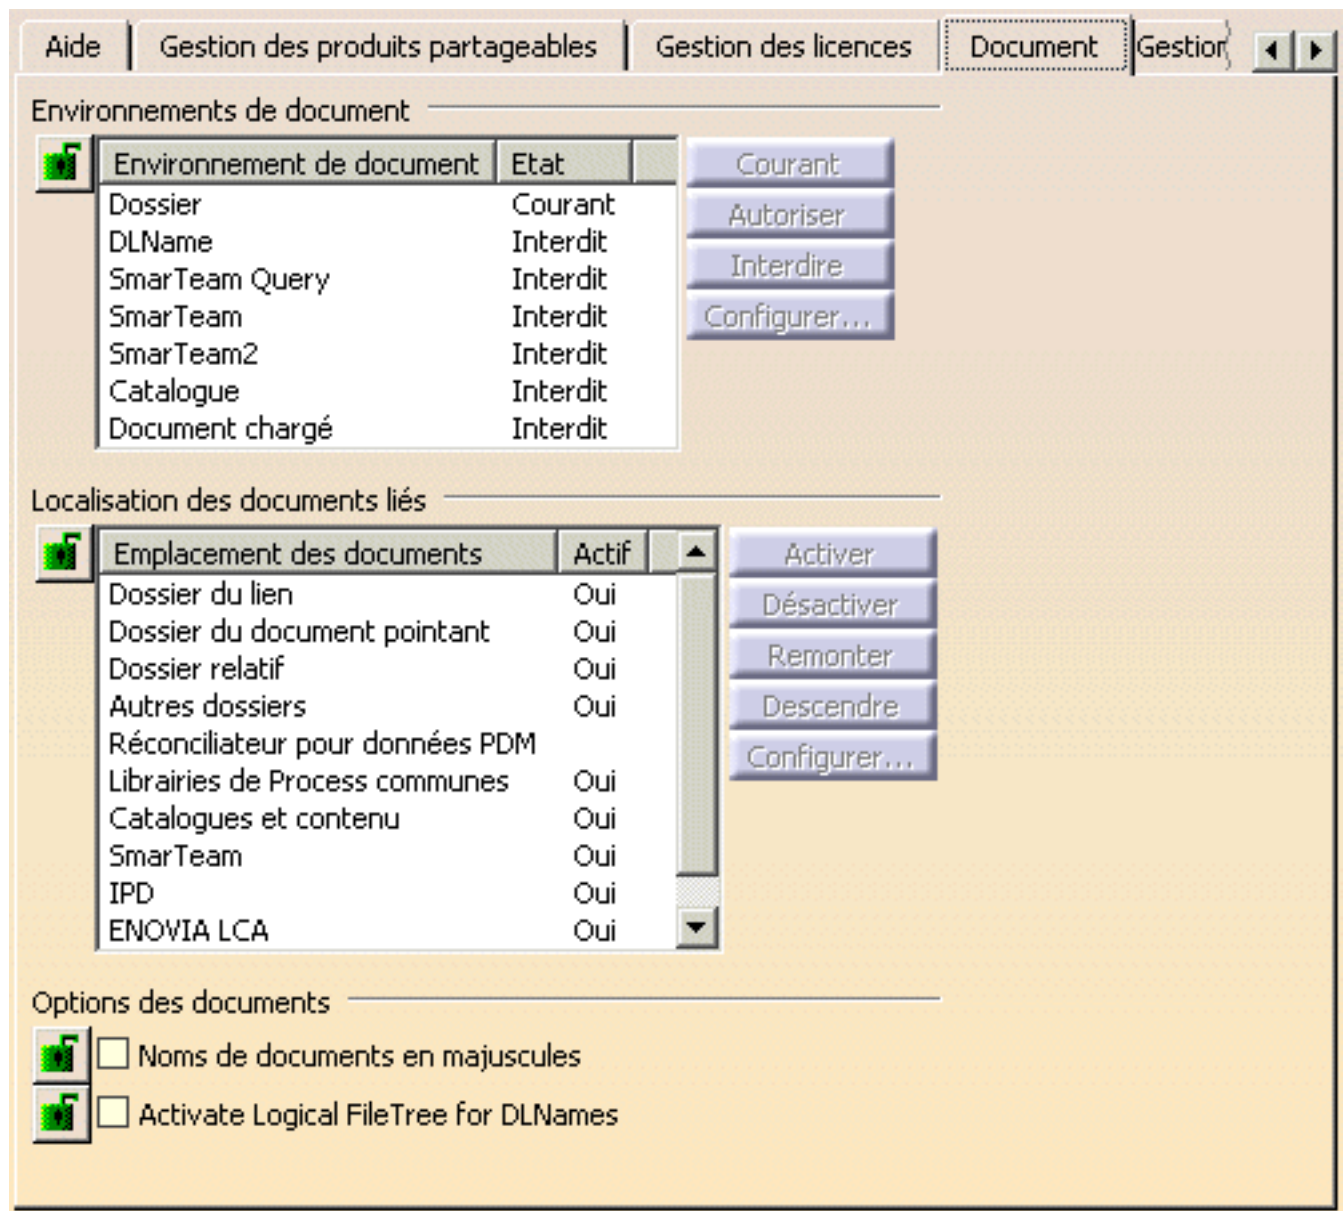 Aide Gestion des produits partageables Gestion des licences Document Gestion
Environnements de document
Environnement de document Etat
Dossier Courant
DLName Interdit
SmarTeam Query Interdit
SmarTeam Interdit
SmarTeam2 Interdit
Catalogue Interdit
Document chargé Interdit
Courant
Autoriser
Interdire
Configurer...
Localisation des documents liés
Emplacement des documents Actif
Dossier du lien Oui
Dossier du document pointant Oui
Dossier relatif Oui
Autres dossiers Oui
Réconciliateur pour données PDM
Librairies de Process communes Oui
Catalogues et contenu Oui
SmarTeam Oui
IPD Oui
ENOVIA LCA Oui
Activer
Désactiver
Remonter
Descendre
Configurer...
Options des documents
Noms de documents en majuscules
Activate Logical FileTree for DLNames